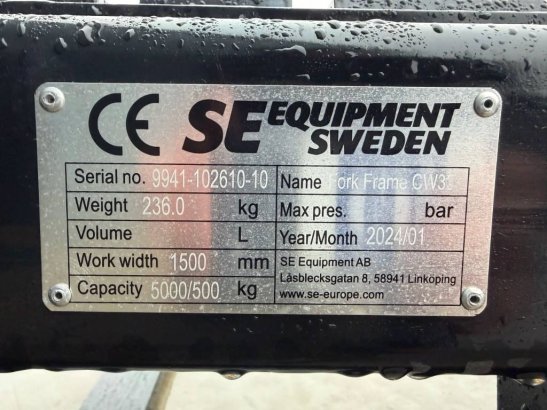 CE SE EQUIPMENT
SWEDEN
Serial no. 9941-102610-10 Name Fork Frame
Weight 236.0 kg Max pres. bar
Volume L Year/Month 2024/01
Work width 1500 mm SE Equipment AB
Låsblecksgatan 8, 58941 Linköping
Capacity 5000/500 kg www.se-europe.com